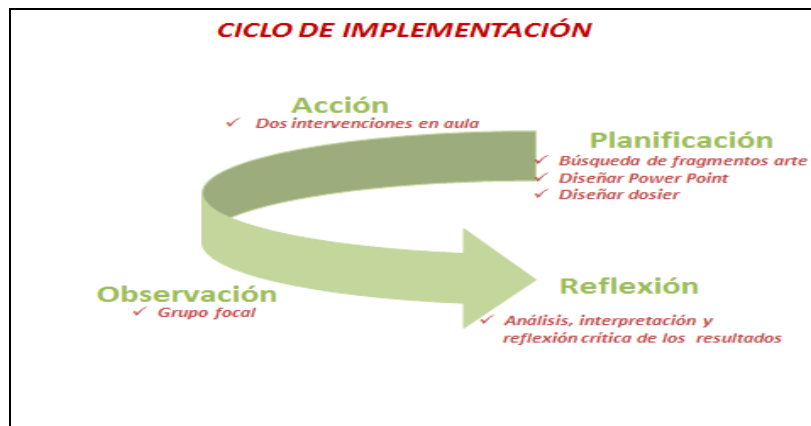 CICLO DE IMPLEMENTACIÓN
Acción
✓ Dos intervenciones en aula
Planificación
✓ Búsqueda de fragmentos arte
✓ Diseñar Power Point
✓ Diseñar dosier
Observación
✓ Grupo focal
Reflexión
✓ Análisis, interpretación y
reflexión crítica de los resultados